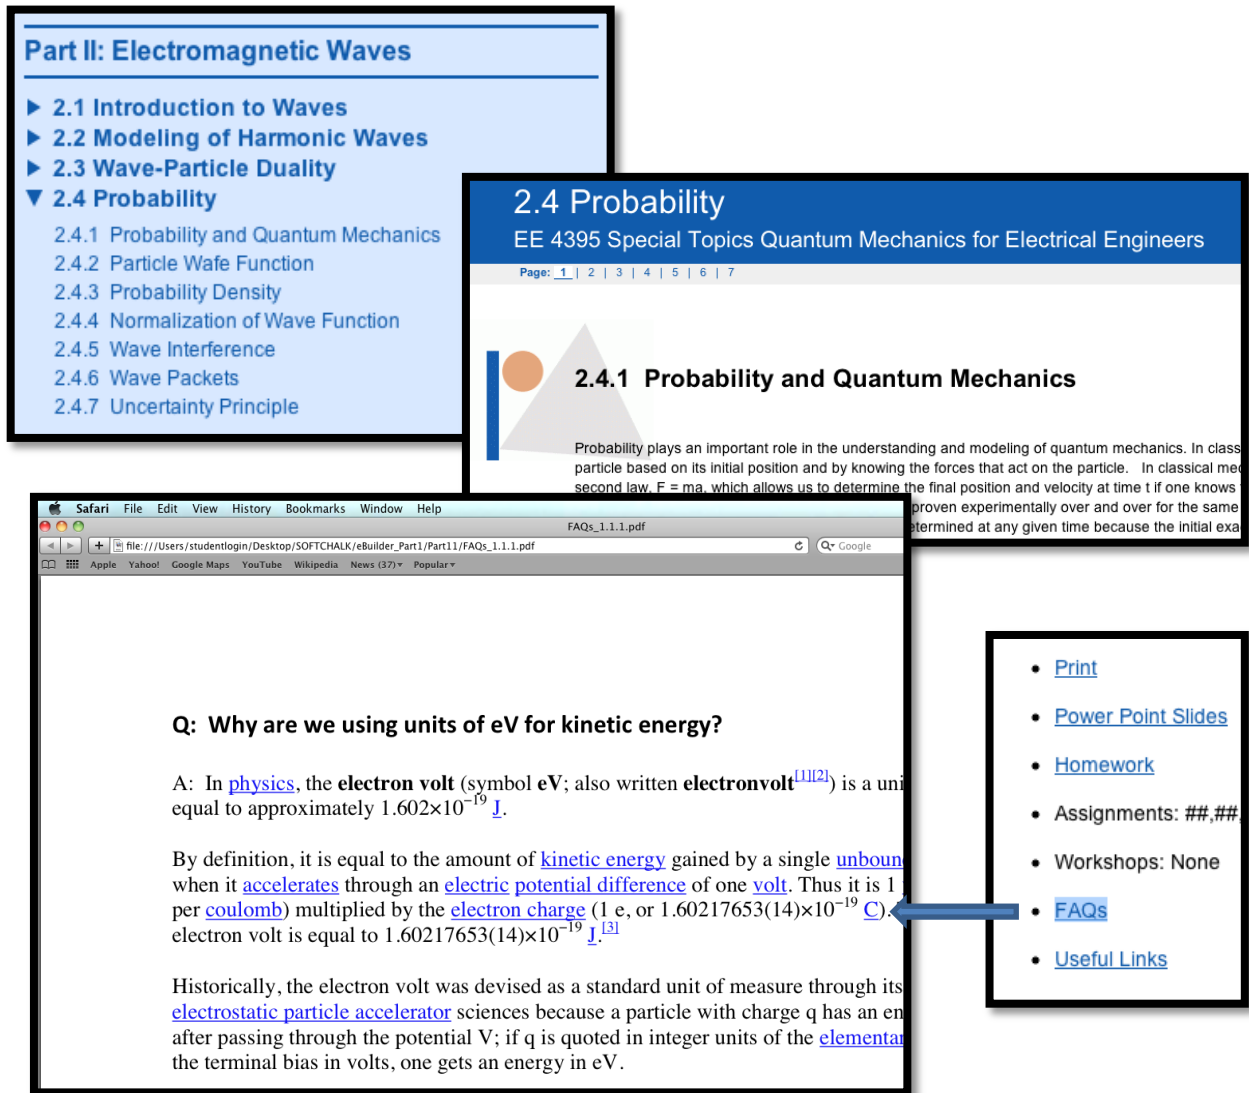 Part II: Electromagnetic Waves
2.1 Introduction to Waves
2.2 Modeling of Harmonic Waves
2.3 Wave-Particle Duality
2.4 Probability
2.4.1 Probability and Quantum Mechanics
2.4.2 Particle Wafe Function
2.4.3 Probability Density
2.4.4 Normalization of Wave Function
2.4.5 Wave Interference
2.4.6 Wave Packets
2.4.7 Uncertainty Principle
2.4 Probability
EE 4395 Special Topics Quantum Mechanics for Electrical Engineers
Page: 1 | 2 | 3 | 4 | 5 | 6 | 7
2.4.1 Probability and Quantum Mechanics
Probability plays an important role in the understanding and modeling of quantum mechanics. In class
particle based on its initial position and by knowing the forces that act on the particle. In classical mec
second law, F = ma, which allows us to determine the final position and velocity at time t if one knows
proven experimentally over and over for the same
etermined at any given time because the initial exa
Safari File Edit View History Bookmarks Window Help
FAQs_1.1.1.pdf
file:///Users/studentlogin/Desktop/SOFTCHALK/eBuilder_Part1/Part11/FAQs_1.1.1.pdf
Google
Apple Yahoo! Google Maps YouTube Wikipedia News (37) Popular
Q: Why are we using units of eV for kinetic energy?
A: In physics, the electron volt (symbol eV; also written electronvolt[1][2]) is a uni
equal to approximately 1.602×10−19 J.
By definition, it is equal to the amount of kinetic energy gained by a single unboun
when it accelerates through an electric potential difference of one volt. Thus it is 1
per coulomb) multiplied by the electron charge (1 e, or 1.60217653(14)×10−19 C).
electron volt is equal to 1.60217653(14)×10−19 J.[3]
Historically, the electron volt was devised as a standard unit of measure through its
electrostatic particle accelerator sciences because a particle with charge q has an en
after passing through the potential V; if q is quoted in integer units of the elementar
the terminal bias in volts, one gets an energy in eV.
Print
Power Point Slides
Homework
Assignments: ##,##,
Workshops: None
FAQs
Useful Links